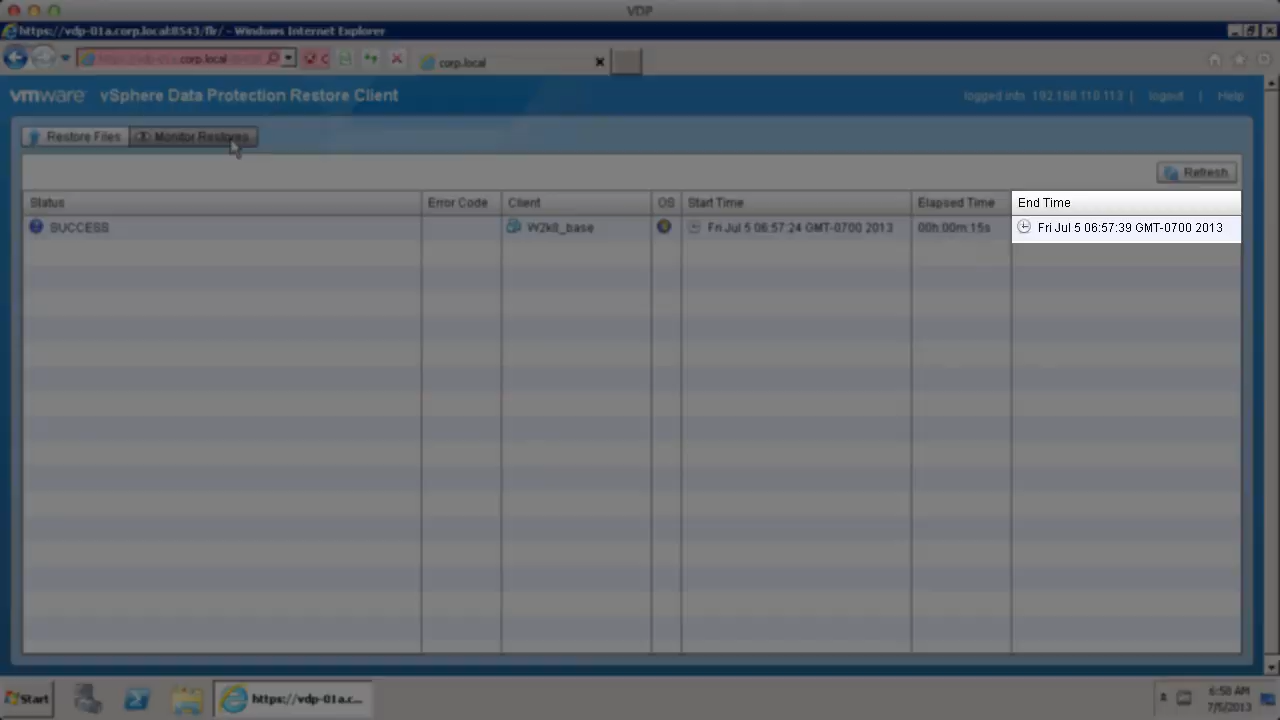 VDP
https://vdp-01a.corp.local:8543/flr/ - Windows Internet Explorer
corp.local
corp.local
vmware vSphere Data Protection Restore Client
logged into 192.168.110.113 | logout | Help
Restore Files Monitor Restores
Refresh
Status Error Code Client OS Start Time Elapsed Time End Time
SUCCESS W2k8_base Fri Jul 5 06:57:24 GMT-0700 2013 00h:00m:15s Fri Jul 5 06:57:39 GMT-0700 2013
Start https://vdp-01a.c... 6:58 AM
7/5/2013